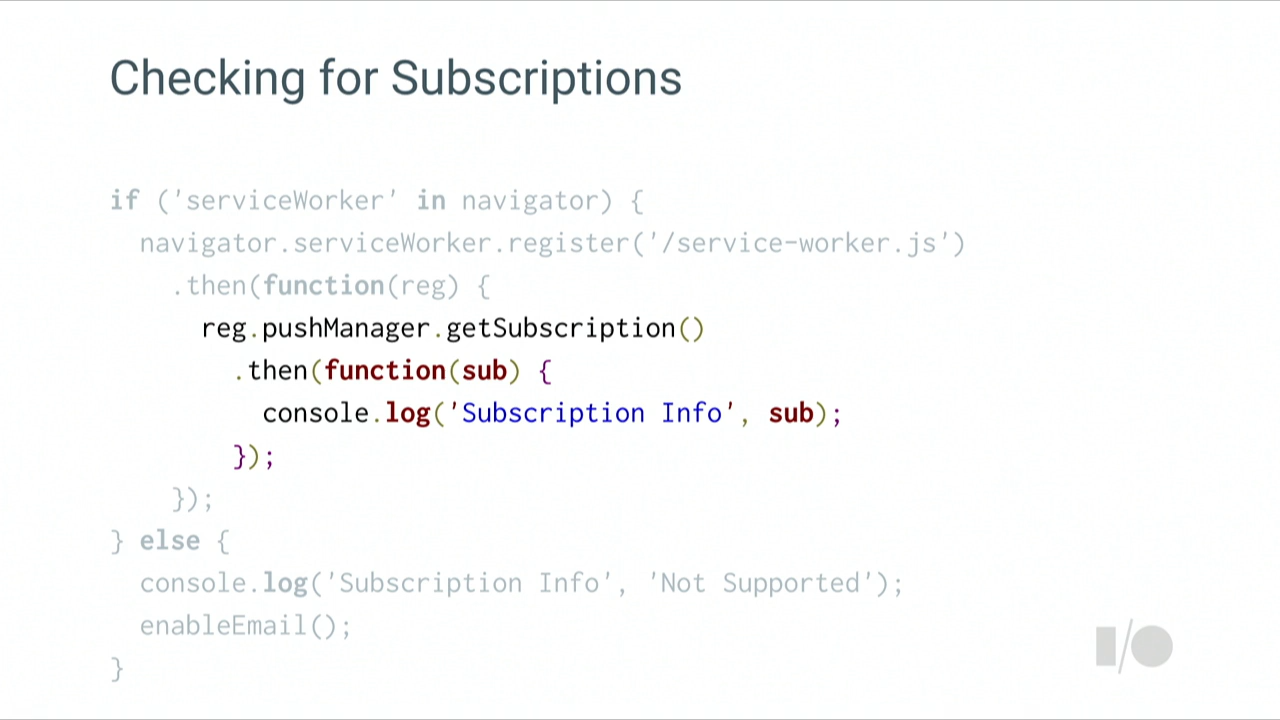 Checking for Subscriptions
if ('serviceWorker' in navigator) {
navigator.serviceWorker.register('/service-worker.js')
.then(function(reg) {
reg.pushManager.getSubscription()
.then(function(sub) {
console.log('Subscription Info', sub);
});
});
} else {
console.log('Subscription Info', 'Not Supported');
enableEmail();
}
I/O